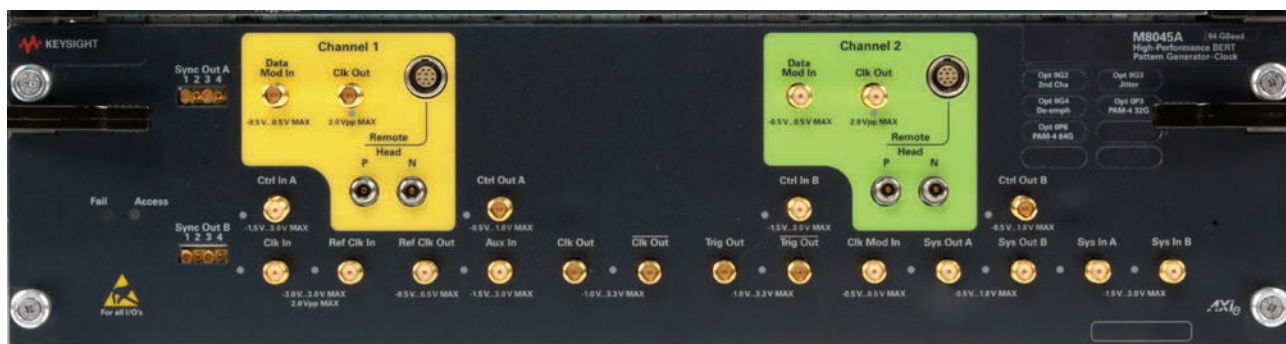 KEYSIGHT
Sync Out A
1 2 3 4
Channel 1
Data
Mod In
Clk Out
-0.5V...0.5V MAX
2.0Vpp MAX
Remote
Head
P N
Channel 2
Data
Mod In
Clk Out
-0.5V...0.5V MAX
2.0Vpp MAX
Remote
Head
P N
M8045A 64 GBaud
High-Performance BERT
Pattern Generator-Clock
Opt 0G2
2nd Cha
Opt 0G3
Jitter
Opt 0G4
De-emph
Opt 0P3
PAM-4 32G
Opt 0P6
PAM-4 64G
Fail Access
Ctrl In A
-1.5V...3.0V MAX
Ctrl Out A
-0.5V...1.8V MAX
Ctrl In B
-1.5V...3.0V MAX
Ctrl Out B
-0.5V...1.8V MAX
Sync Out B
1 2 3 4
Clk In Ref Clk In Ref Clk Out Aux In Clk Out Clk Out Trig Out Trig Out Clk Mod In Sys Out A Sys Out B Sys In A Sys In B
-3.0V...3.0V MAX
2.0Vpp MAX
-0.5V...0.5V MAX
-1.5V...3.0V MAX
-1.0V...3.3V MAX
-1.0V...3.3V MAX
-0.5V...0.5V MAX
-0.5V...1.8V MAX
-1.5V...3.0V MAX
For all I/O's
AXIe